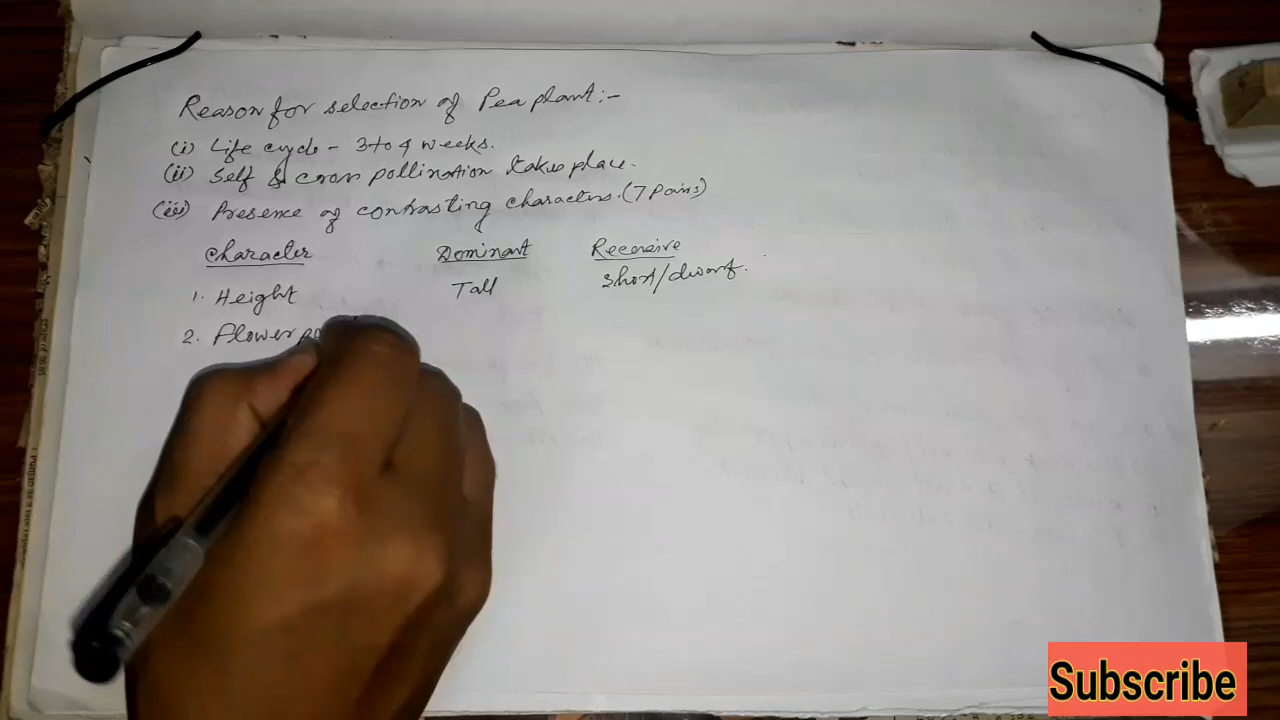 Reason for selection of Pea plant:-
(i) Life cycle - 3 to 4 weeks.
(ii) Self & cross pollination takes place.
(iii) Presence of contrasting characters. (7 pairs)
Character Dominant Recessive
1. Height Tall Short/dwarf.
2. Flower po
Subscribe